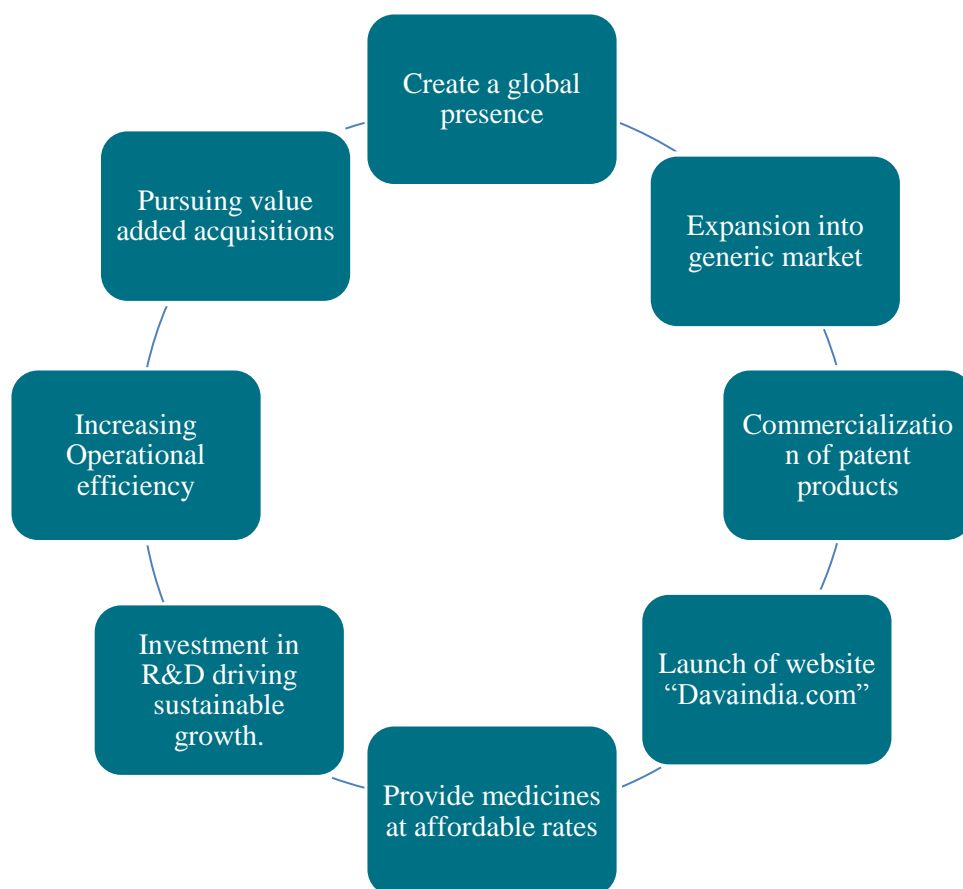 Create a global
presence
Expansion into
generic market
Commercializatio
n of patent
products
Launch of website
“Davaindia.com”
Provide medicines
at affordable rates
Investment in
R&D driving
sustainable
growth.
Increasing
Operational
efficiency
Pursuing value
added acquisitions